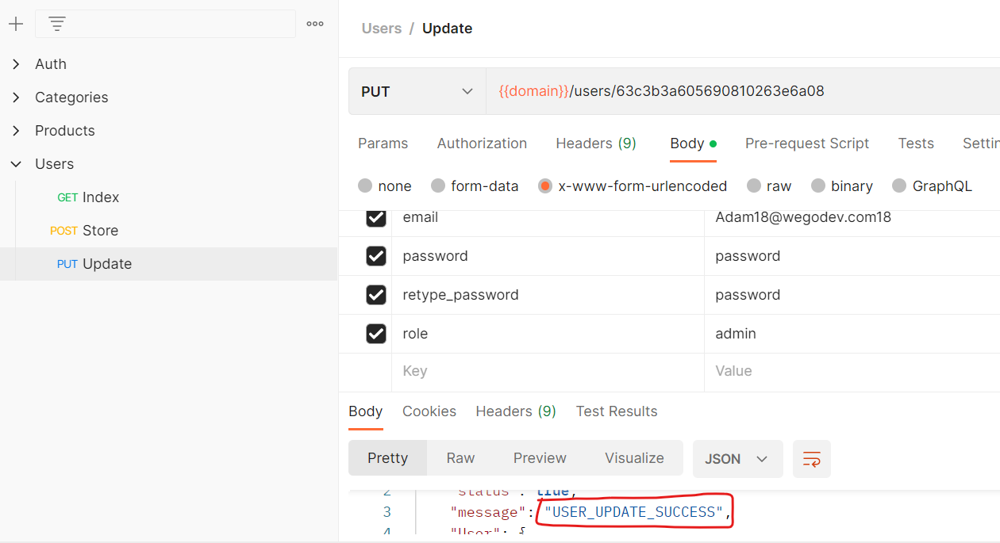 Users / Update
Auth
Categories
Products
Users
GET Index
POST Store
PUT Update
PUT {{domain}}/users/63c3b3a605690810263e6a08
Params Authorization Headers (9) Body Pre-request Script Tests Settin
none form-data x-www-form-urlencoded raw binary GraphQL
email Adam18@wegodev.com18
password password
retype_password password
role admin
Key Value
Body Cookies Headers (9) Test Results
Pretty Raw Preview Visualize JSON
2 "status": true,
3 "message": "USER_UPDATE_SUCCESS",
4 "User": {